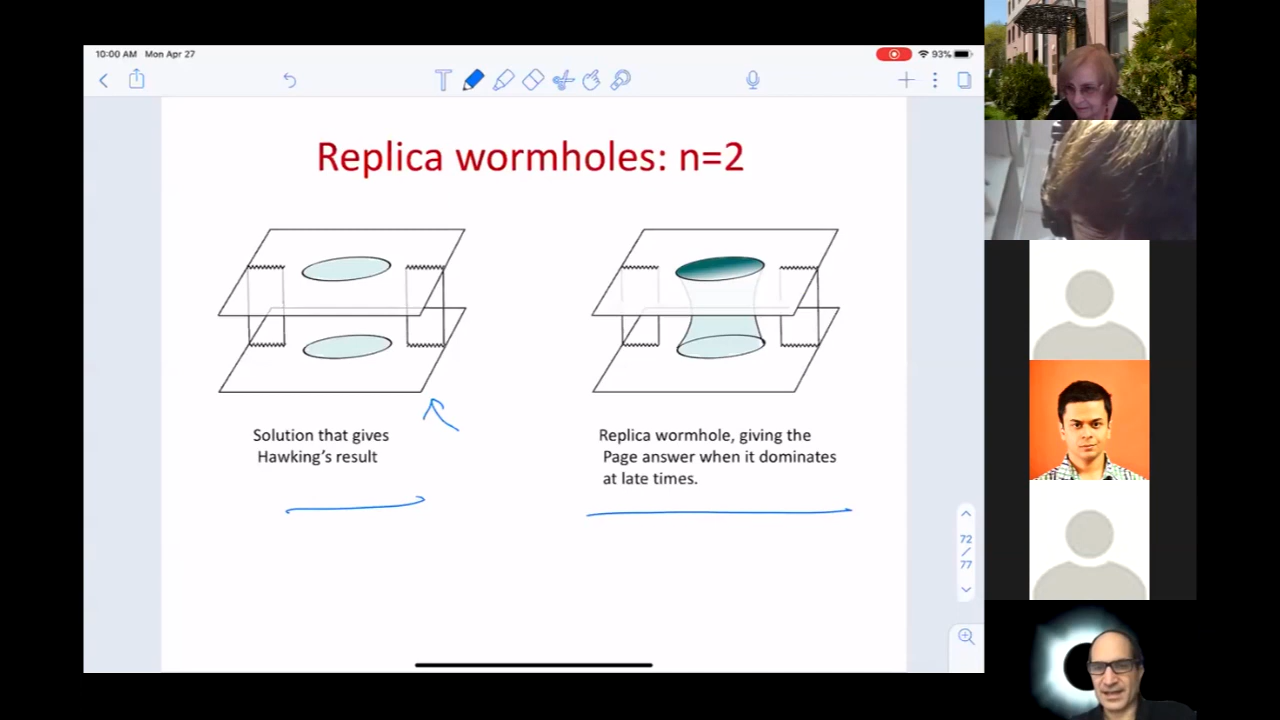 10:00 AM Mon Apr 27
93%
Replica wormholes: n=2
Solution that gives
Hawking's result
Replica wormhole, giving the
Page answer when it dominates
at late times.
72
/
77